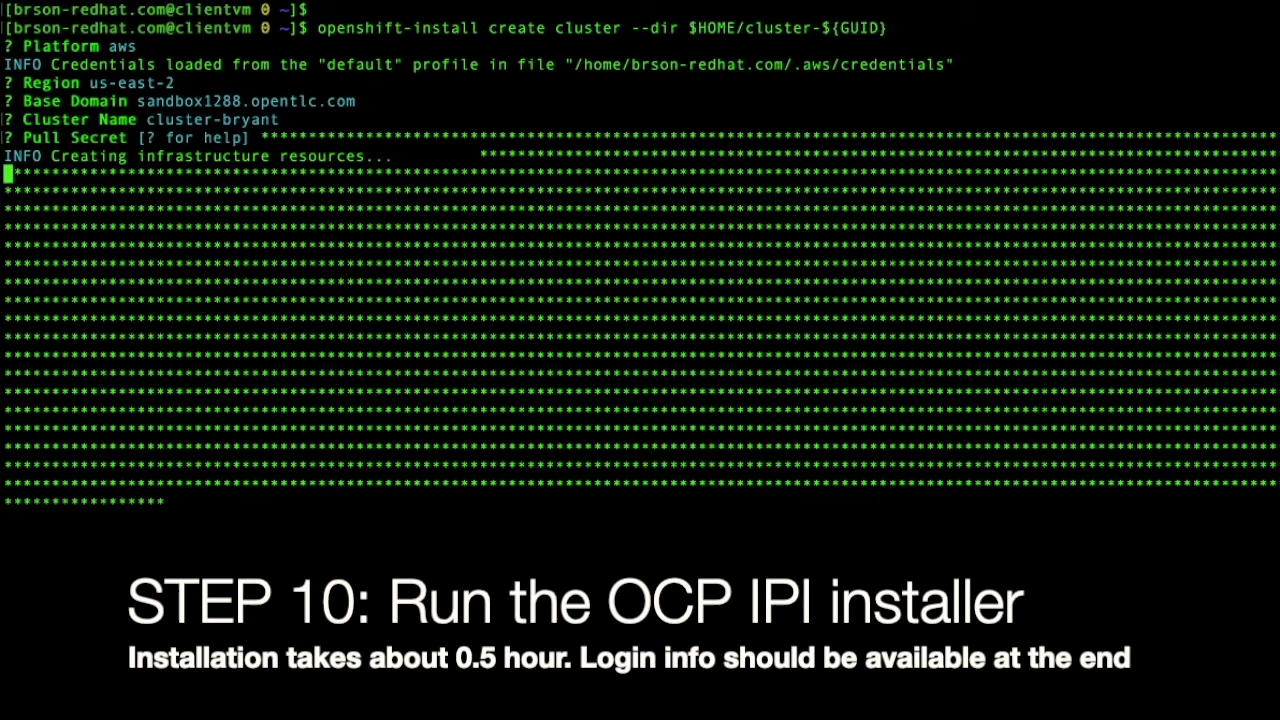 [brson-redhat.com@clientvm 0 ~]$
[brson-redhat.com@clientvm 0 ~]$ openshift-install create cluster --dir $HOME/cluster-${GUID}
? Platform aws
INFO Credentials loaded from the "default" profile in file "/home/brson-redhat.com/.aws/credentials"
? Region us-east-2
? Base Domain sandbox1288.opentlc.com
? Cluster Name cluster-bryant
? Pull Secret [? for help]
INFO Creating infrastructure resources...
STEP 10: Run the OCP IPI installer
Installation takes about 0.5 hour. Login info should be available at the end